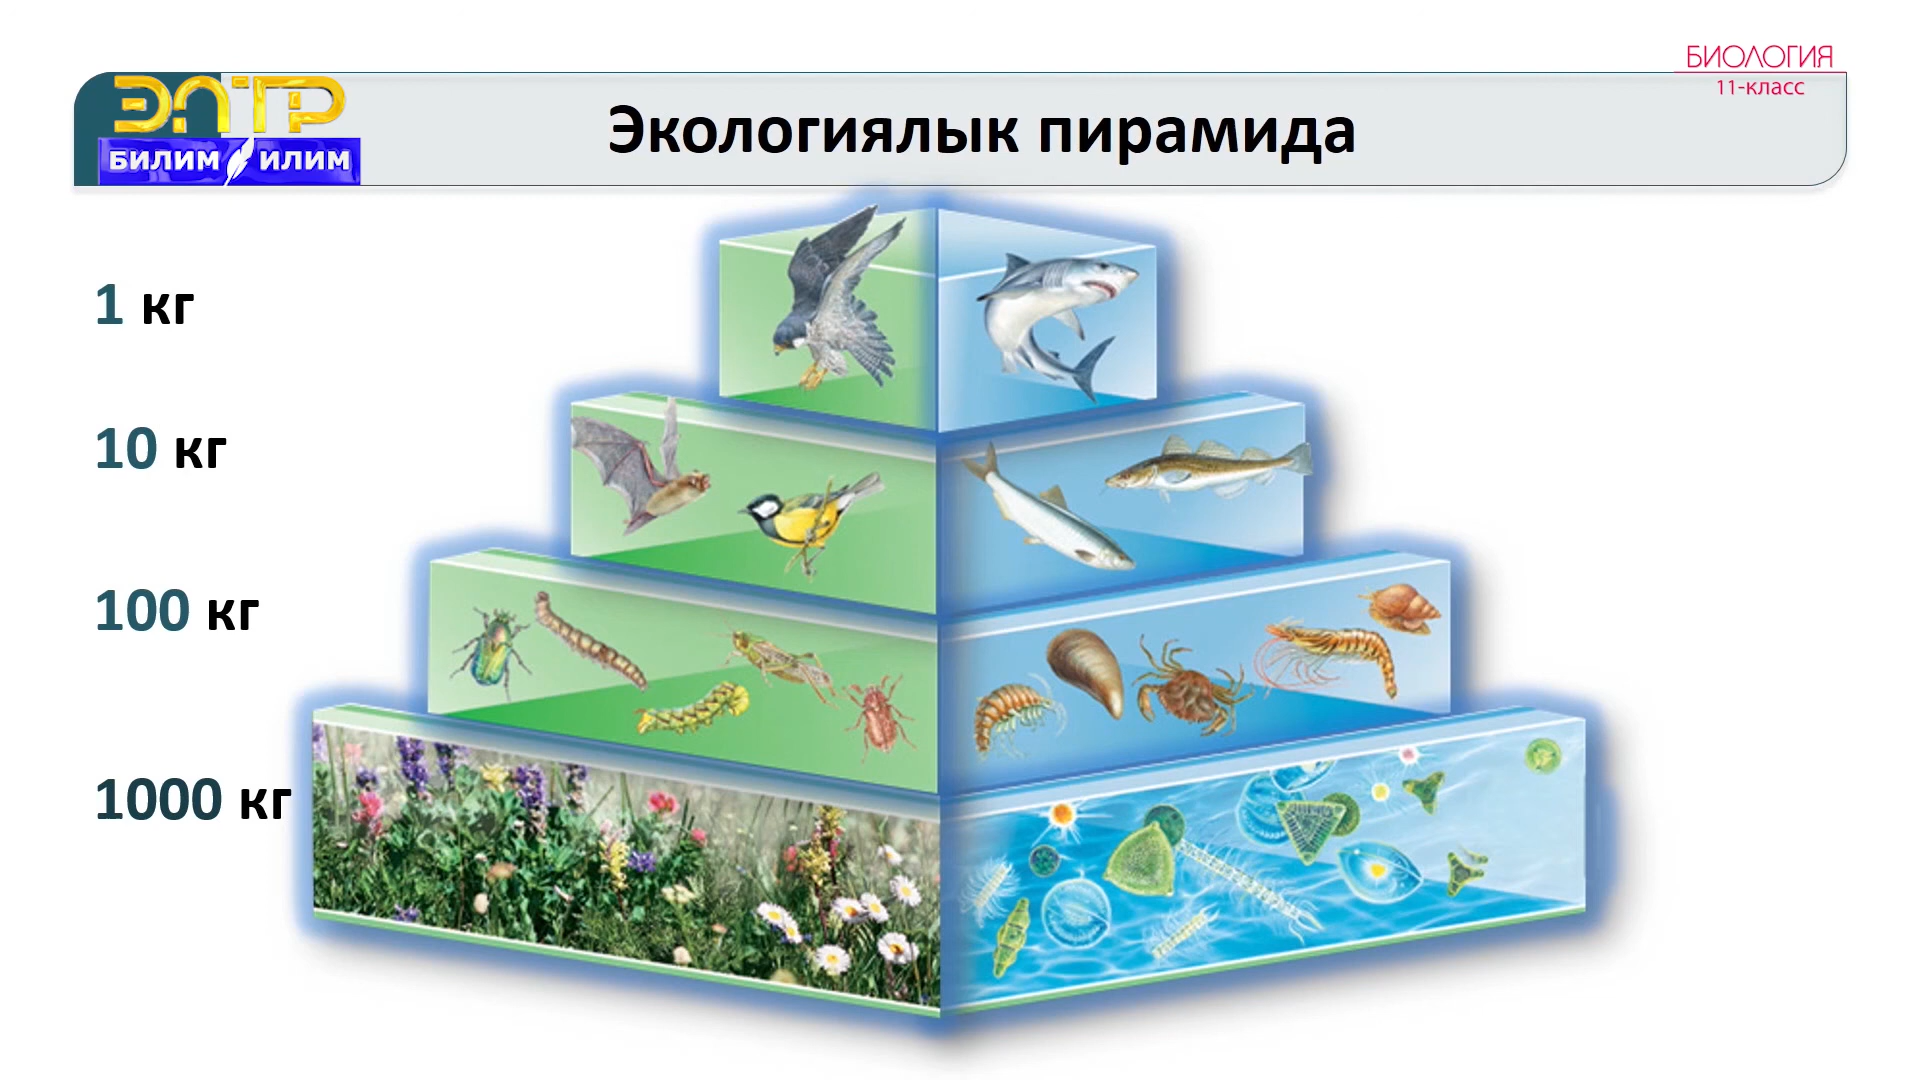 БИОЛОГИЯ
11-класс
ЭЛТР
БИЛИМ ИЛИМ
Экологиялык пирамида
1 кг
10 кг
100 кг
1000 кг